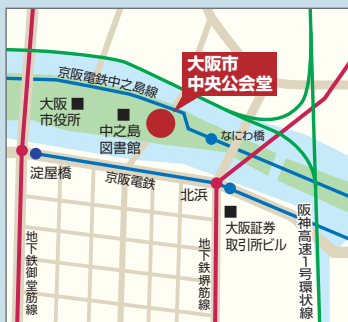 大阪市
中央公会堂
京阪電鉄中之島線
大阪
市役所
中之島
図書館
なにわ橋
淀屋橋
京阪電鉄
北浜
大阪証券
取引所ビル
地下鉄御堂筋線
地下鉄堺筋線
阪神高速1号環状線